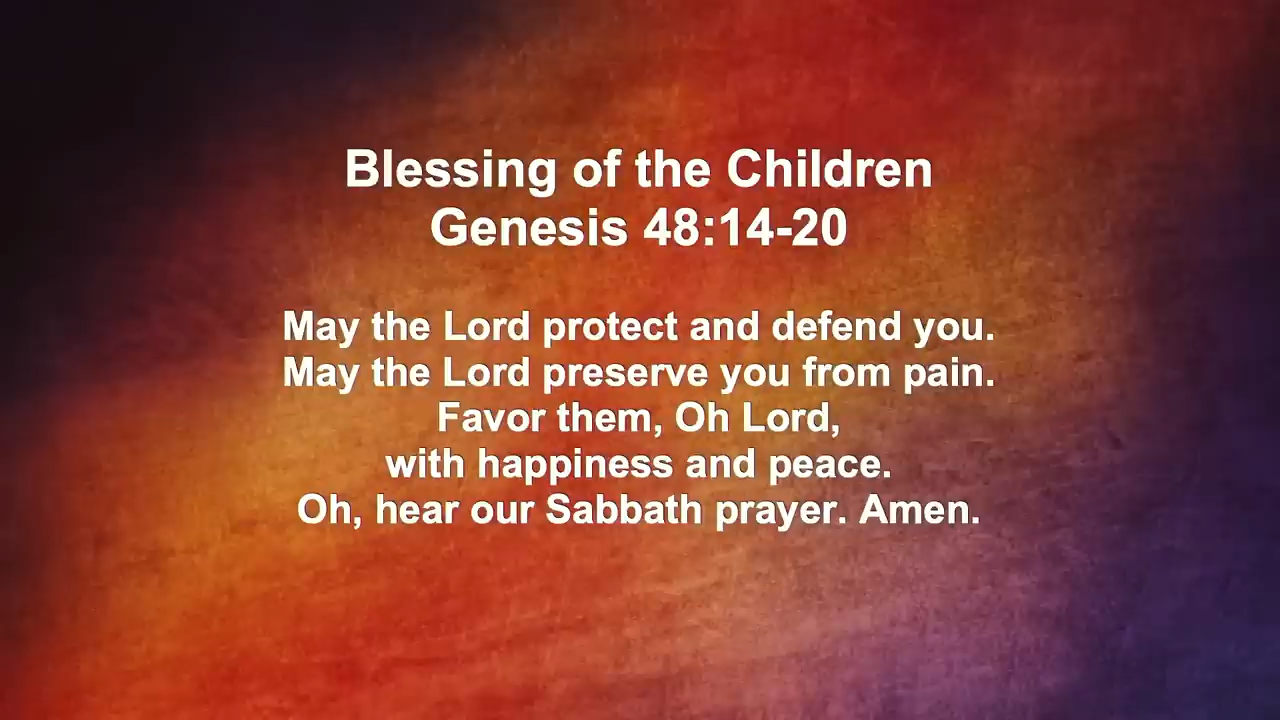 Blessing of the Children
Genesis 48:14-20
May the Lord protect and defend you.
May the Lord preserve you from pain.
Favor them, Oh Lord,
with happiness and peace.
Oh, hear our Sabbath prayer. Amen.